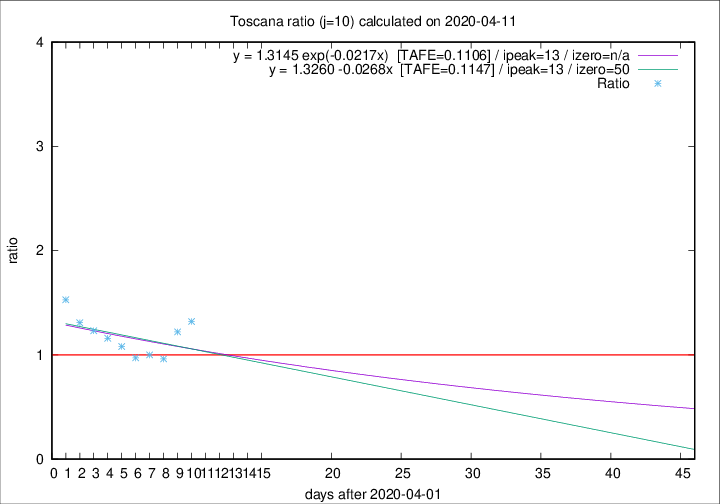 Toscana ratio (j=10) calculated on 2020-04-11
y = 1.3145 exp(-0.0217x) [TAFE=0.1106] / ipeak=13 / izero=n/a
y = 1.3260 -0.0268x [TAFE=0.1147] / ipeak=13 / izero=50
Ratio
4
3
2
1
0
ratio
0 1 2 3 4 5 6 7 8 9 10 11 12 13 14 15 20 25 30 35 40 45
days after 2020-04-01